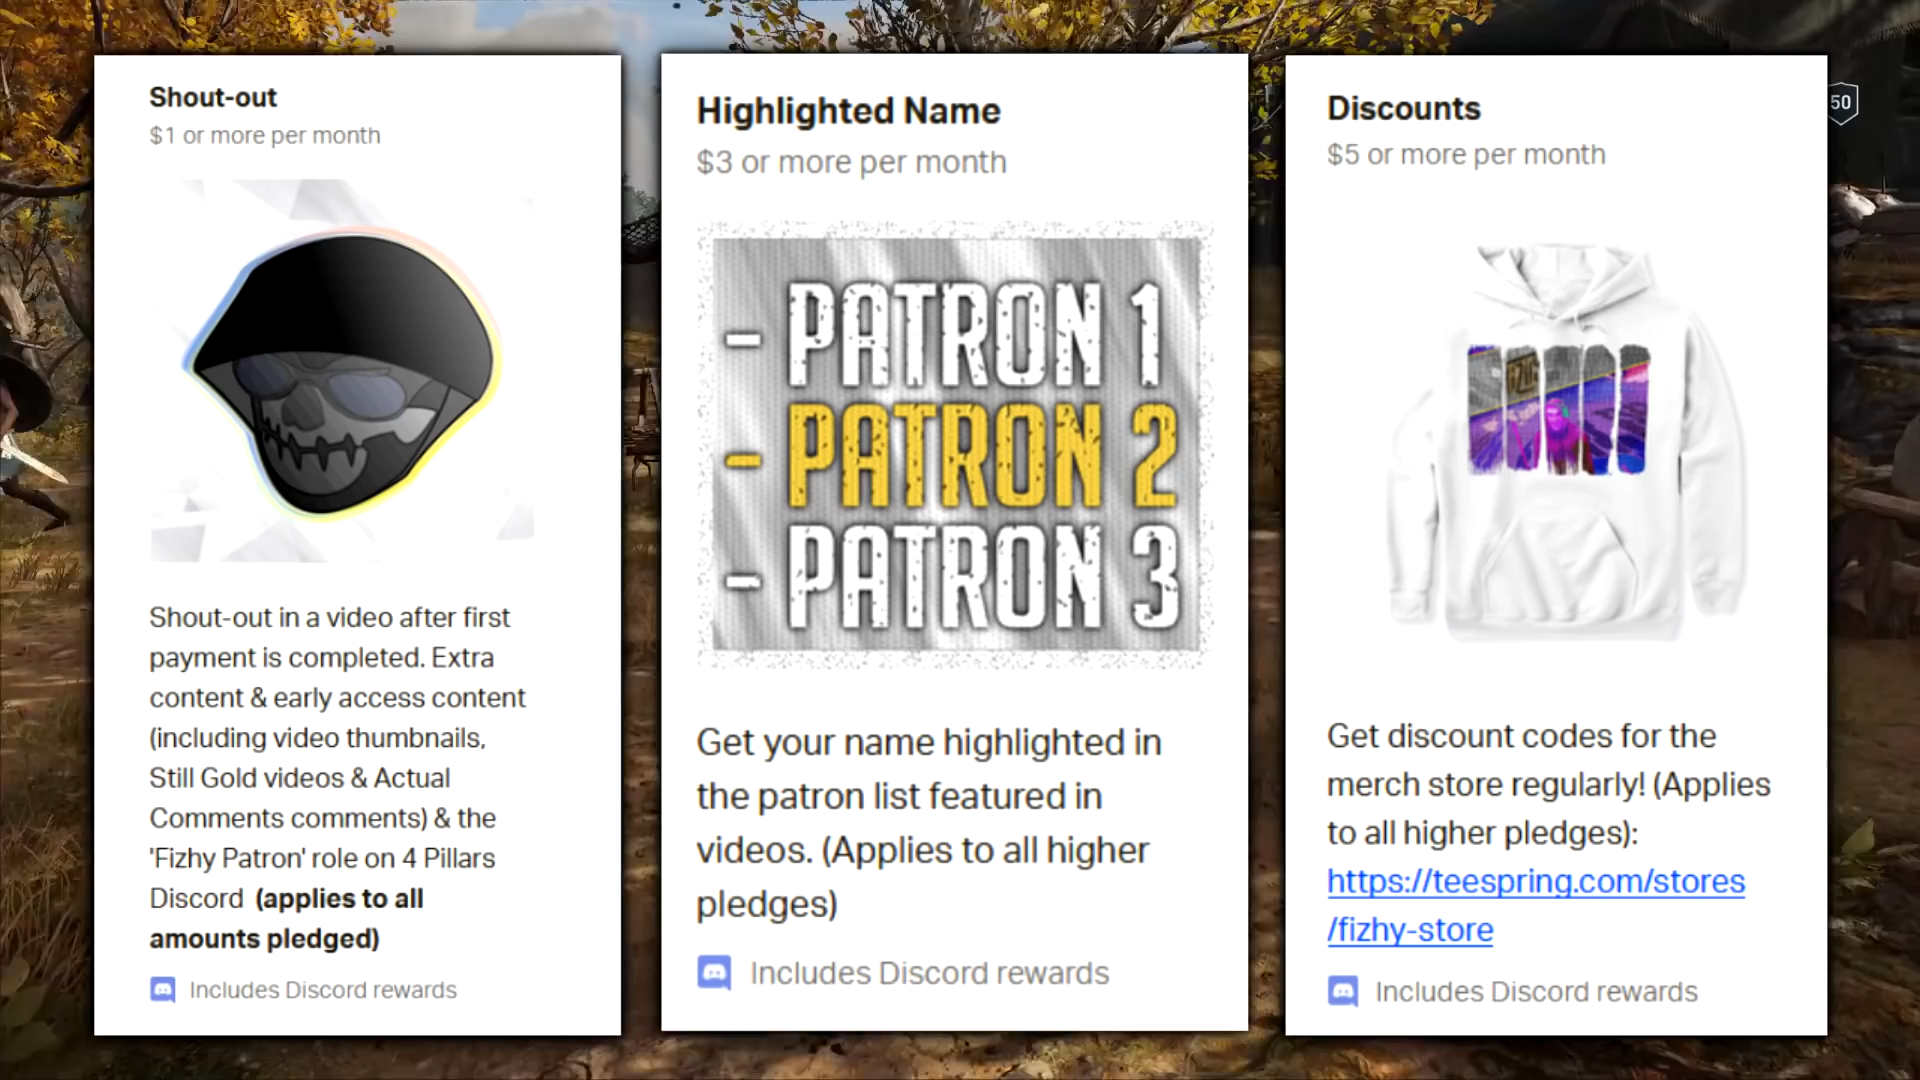 Shout-out
$1 or more per month
Shout-out in a video after first
payment is completed. Extra
content & early access content
(including video thumbnails,
Still Gold videos & Actual
Comments comments) & the
'Fizhy Patron' role on 4 Pillars
Discord (applies to all
amounts pledged)
Includes Discord rewards
Highlighted Name
$3 or more per month
- PATRON 1
- PATRON 2
- PATRON 3
Get your name highlighted in
the patron list featured in
videos. (Applies to all higher
pledges)
Includes Discord rewards
Discounts
$5 or more per month
Get discount codes for the
merch store regularly! (Applies
to all higher pledges):
https://teespring.com/stores
/fizhy-store
Includes Discord rewards
50